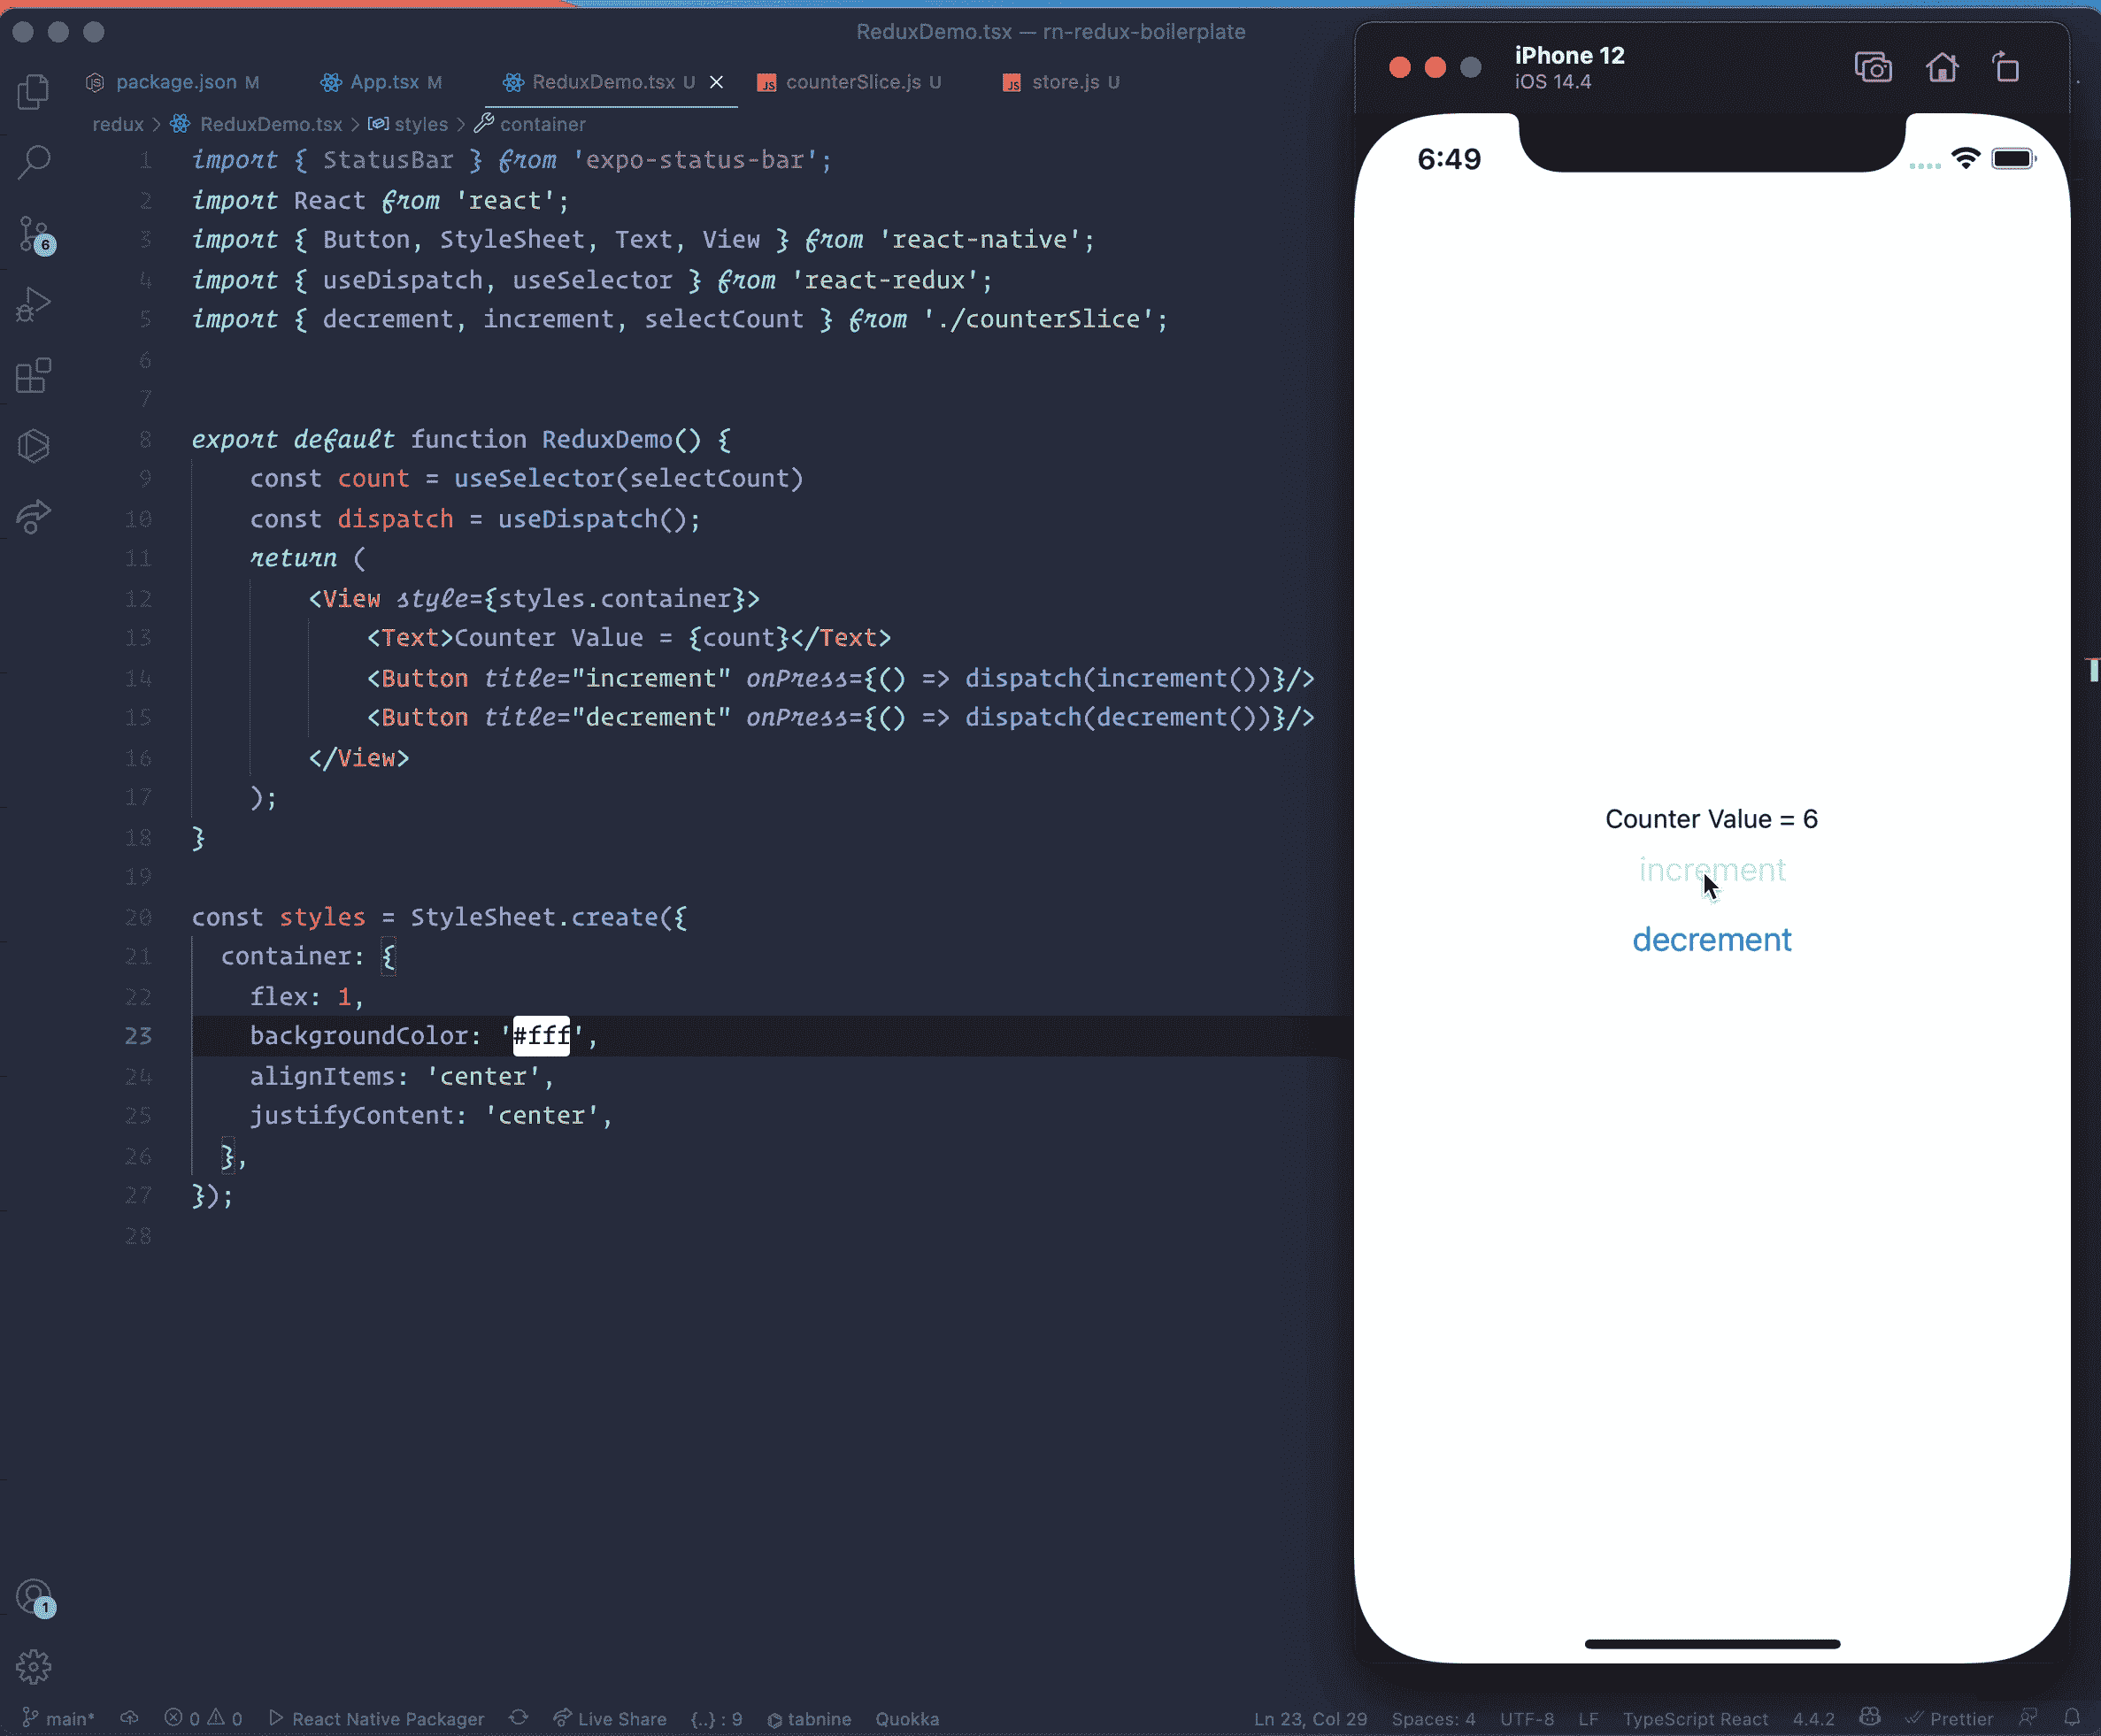 ReduxDemo.tsx — rn-redux-boilerplate
package.json M
App.tsx M
ReduxDemo.tsx U
JS counterSlice.js U
JS store.js U
redux > ReduxDemo.tsx > styles > container
6
1
1 import { StatusBar } from 'expo-status-bar';
2 import React from 'react';
3 import { Button, StyleSheet, Text, View } from 'react-native';
4 import { useDispatch, useSelector } from 'react-redux';
5 import { decrement, increment, selectCount } from './counterSlice';
6
7
8 export default function ReduxDemo() {
9 const count = useSelector(selectCount)
10 const dispatch = useDispatch();
11 return (
12 <View style={styles.container}>
13 <Text>Counter Value = {count}</Text>
14 <Button title="increment" onPress={() => dispatch(increment())}/>
15 <Button title="decrement" onPress={() => dispatch(decrement())}/>
16 </View>
17 );
18 }
19
20 const styles = StyleSheet.create({
21 container: {
22 flex: 1,
23 backgroundColor: '#fff',
24 alignItems: 'center',
25 justifyContent: 'center',
26 },
27 });
28
iPhone 12
iOS 14.4
6:49
Counter Value = 6
increment
decrement
main* 0 0 React Native Packager Live Share {..} : 9 tabnine Quokka Ln 23, Col 29 Spaces: 4 UTF-8 LF TypeScript React 4.4.2 Prettier